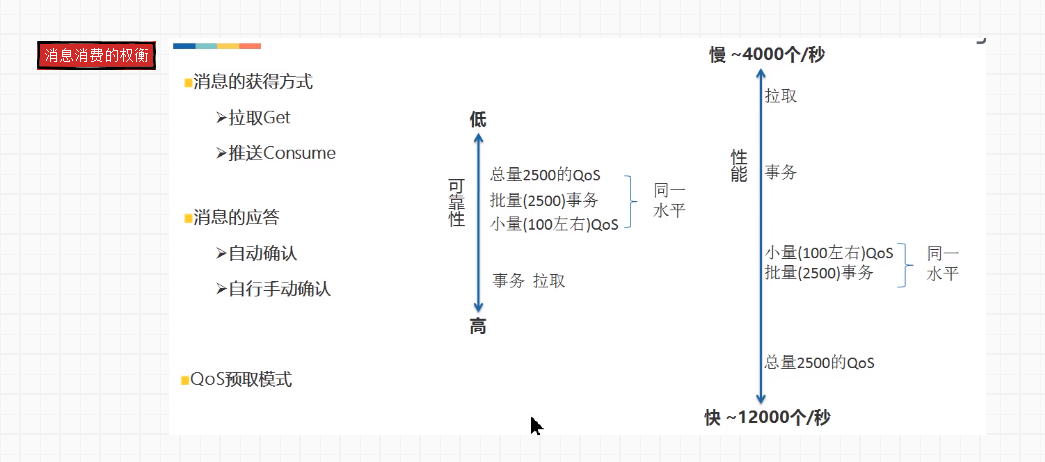 消息消费的权衡
消息的获得方式
拉取Get
推送Consume
消息的应答
自动确认
自行手动确认
QoS预取模式
低
可靠性
总量2500的QoS
批量(2500)事务
小量(100左右)QoS
同一
水平
事务 拉取
高
慢 ~4000个/秒
拉取
性能
事务
小量(100左右)QoS
批量(2500)事务
同一
水平
总量2500的QoS
快 ~12000个/秒